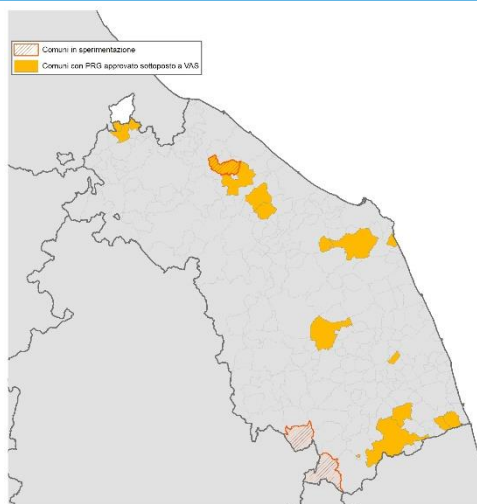 Comuni in sperimentazione
Comuni con PRG approvato sottoposto a VAS